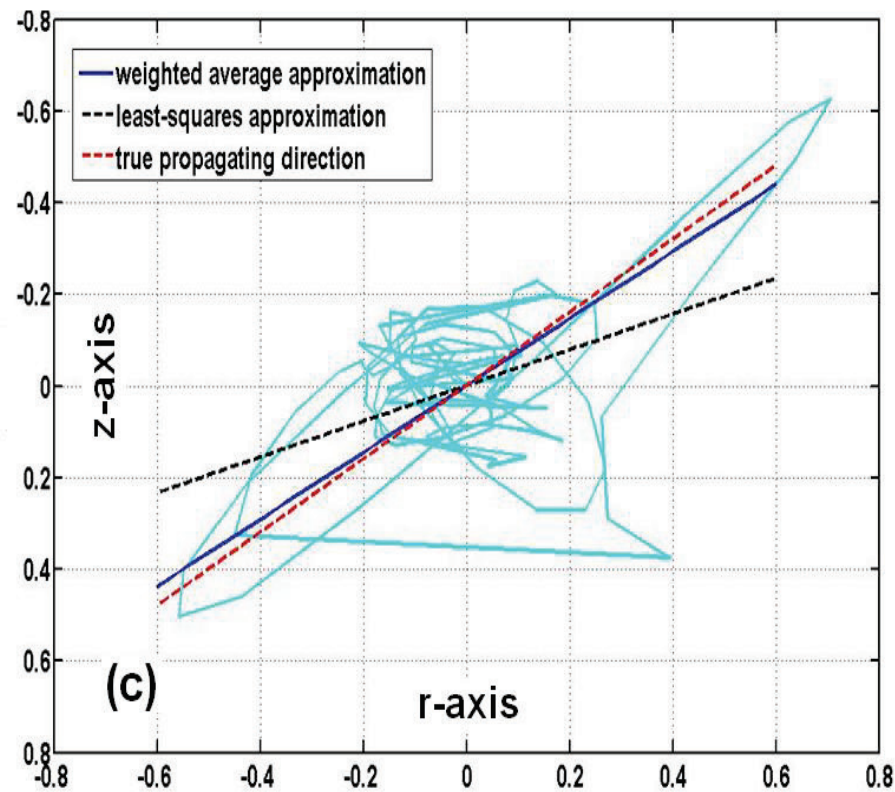 -0.8
weighted average approximation
least-squares approximation
true propagating direction
-0.6
-0.4
-0.2
0
0.2
0.4
0.6
0.8
z-axis
(c)
r-axis
-0.8 -0.6 -0.4 -0.2 0 0.2 0.4 0.6 0.8